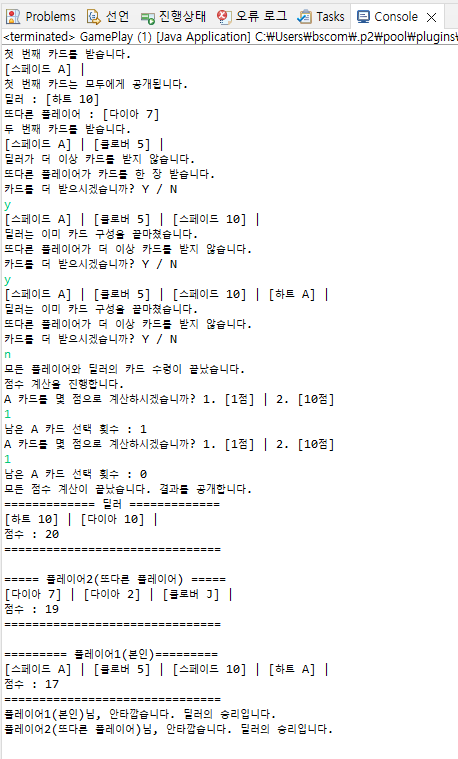 Problems 선언 진행상태 오류 로그 Tasks Console
<terminated> GamePlay (1) [Java Application] C:₩Users₩bscom₩.p2₩pool₩plugins₩
첫 번째 카드를 받습니다.
[스페이드 A] |
첫 번째 카드는 모두에게 공개됩니다.
딜러 : [하트 10]
또다른 플레이어 : [다이아 7]
두 번째 카드를 받습니다.
[스페이드 A] | [클로버 5] |
딜러가 더 이상 카드를 받지 않습니다.
또다른 플레이어가 카드를 한 장 받습니다.
카드를 더 받으시겠습니까? Y / N
y
[스페이드 A] | [클로버 5] | [스페이드 10] |
딜러는 이미 카드 구성을 끝마쳤습니다.
또다른 플레이어가 더 이상 카드를 받지 않습니다.
카드를 더 받으시겠습니까? Y / N
y
[스페이드 A] | [클로버 5] | [스페이드 10] | [하트 A] |
딜러는 이미 카드 구성을 끝마쳤습니다.
또다른 플레이어가 더 이상 카드를 받지 않습니다.
카드를 더 받으시겠습니까? Y / N
n
모든 플레이어와 딜러의 카드 수령이 끝났습니다.
점수 계산을 진행합니다.
A 카드를 몇 점으로 계산하시겠습니까? 1. [1점] | 2. [10점]
1
남은 A 카드 선택 횟수 : 1
A 카드를 몇 점으로 계산하시겠습니까? 1. [1점] | 2. [10점]
1
남은 A 카드 선택 횟수 : 0
모든 점수 계산이 끝났습니다. 결과를 공개합니다.
============= 딜러 =============
[하트 10] | [다이아 10] |
점수 : 20
===============================
===== 플레이어2(또다른 플레이어) =====
[다이아 7] | [다이아 2] | [클로버 J] |
점수 : 19
===============================
========= 플레이어1(본인)=========
[스페이드 A] | [클로버 5] | [스페이드 10] | [하트 A] |
점수 : 17
===============================
플레이어1(본인)님, 안타깝습니다. 딜러의 승리입니다.
플레이어2(또다른 플레이어)님, 안타깝습니다. 딜러의 승리입니다.